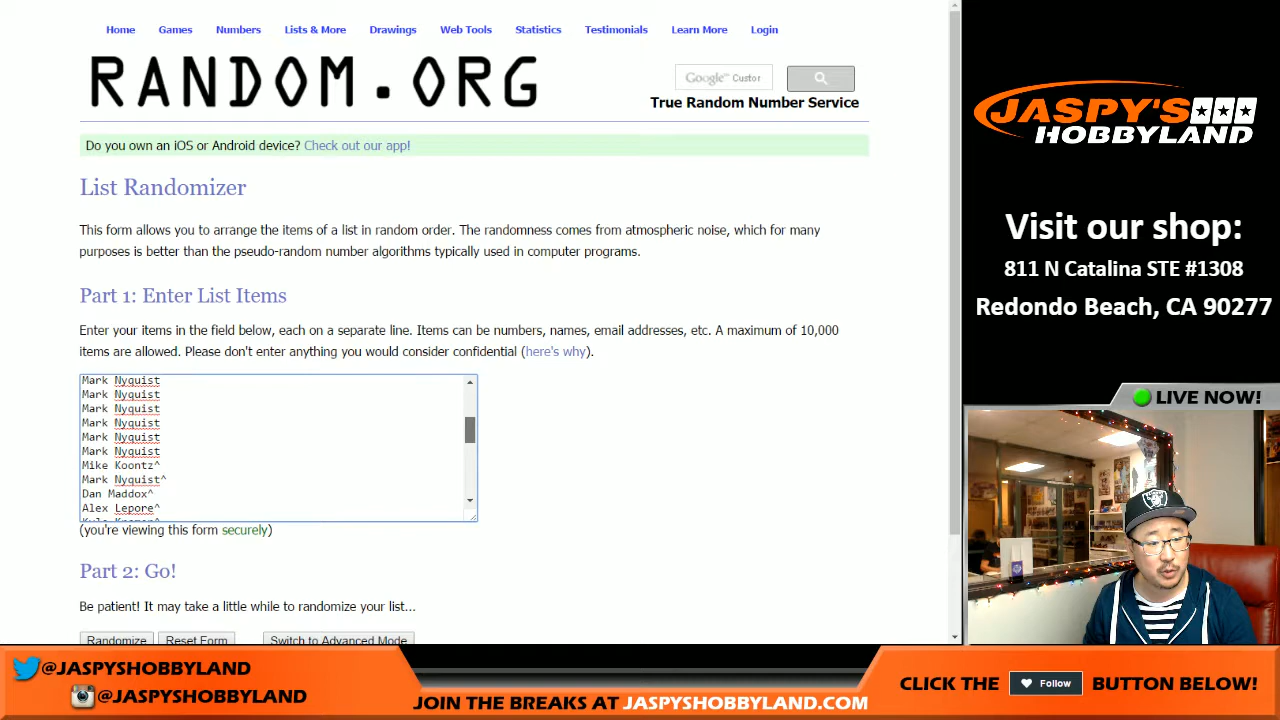 Home Games Numbers Lists & More Drawings Web Tools Statistics Testimonials Learn More Login
RANDOM.ORG
Google™ Custor
True Random Number Service
Do you own an iOS or Android device? Check out our app!
List Randomizer
This form allows you to arrange the items of a list in random order. The randomness comes from atmospheric noise, which for many
purposes is better than the pseudo-random number algorithms typically used in computer programs.
Part 1: Enter List Items
Enter your items in the field below, each on a separate line. Items can be numbers, names, email addresses, etc. A maximum of 10,000
items are allowed. Please don't enter anything you would consider confidential (here's why).
Mark Nyquist
Mark Nyquist
Mark Nyquist
Mark Nyquist
Mark Nyquist
Mark Nyquist
Mike Koontz^
Mark Nyquist^
Dan Maddox^
Alex Lepore^
(you're viewing this form securely)
Part 2: Go!
Be patient! It may take a little while to randomize your list...
Randomize Reset Form Switch to Advanced Mode
JASPY'S
HOBBYLAND
Visit our shop:
811 N Catalina STE #1308
Redondo Beach, CA 90277
LIVE NOW!
@JASPYSHOBBYLAND
@JASPYSHOBBYLAND
JOIN THE BREAKS AT JASPYSHOBBYLAND.COM
CLICK THE Follow BUTTON BELOW!